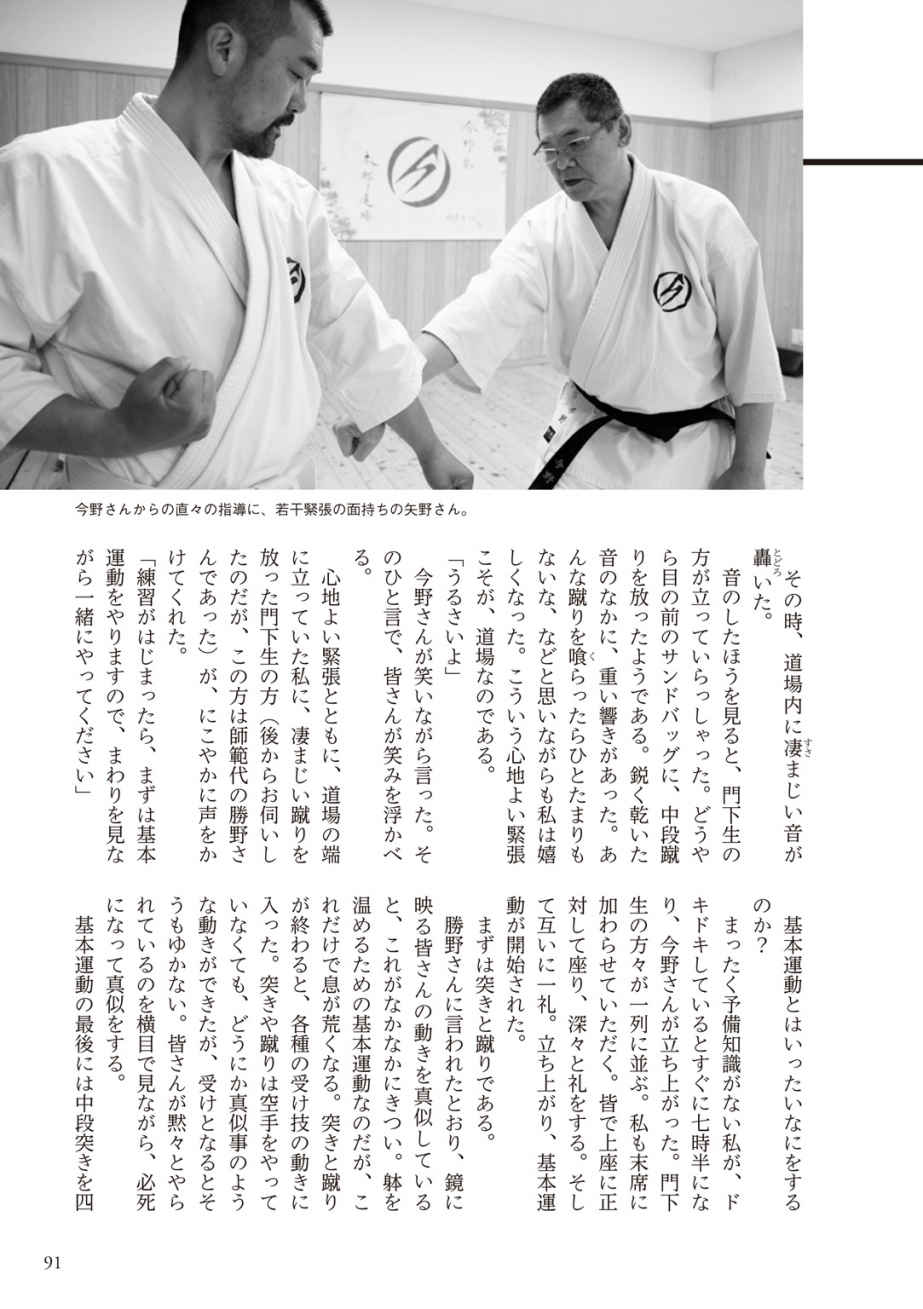 今野さんからの直々の指導に、若干緊張の面持ちの矢野さん。
その時、道場内に凄まじい音が
すさ
轟いた。
とどろ
音のしたほうを見ると、門下生の
方が立っていらっしゃった。どうや
ら目の前のサンドバッグに、中段蹴
りを放ったようである。鋭く乾いた
音のなかに、重い響きがあった。あ
んな蹴りを喰らったらひとたまりも
く
ないな、などと思いながらも私は嬉
しくなった。こういう心地よい緊張
こそが、道場なのである。
「うるさいよ」
今野さんが笑いながら言った。そ
のひと言で、皆さんが笑みを浮かべ
る。
心地よい緊張とともに、道場の端
に立っていた私に、凄まじい蹴りを
放った門下生の方（後からお伺いし
たのだが、この方は師範代の勝野さ
んであった）が、にこやかに声をか
けてくれた。
「練習がはじまったら、まずは基本
運動をやりますので、まわりを見な
がら一緒にやってください」
基本運動とはいったいなにをする
のか？
まったく予備知識がない私が、ド
キドキしているとすぐに七時半にな
り、今野さんが立ち上がった。門下
生の方々が一列に並ぶ。私も末席に
加わらせていただく。皆で上座に正
対して座り、深々と礼をする。そし
て互いに一礼。立ち上がり、基本運
動が開始された。
まずは突きと蹴りである。
勝野さんに言われたとおり、鏡に
映る皆さんの動きを真似している
と、これがなかなかにきつい。躰を
温めるための基本運動なのだが、こ
れだけで息が荒くなる。突きと蹴り
が終わると、各種の受け技の動きに
入った。突きや蹴りは空手をやって
いなくても、どうにか真似事のよう
な動きができたが、受けとなるとそ
うもゆかない。皆さんが黙々とやら
れているのを横目で見ながら、必死
になって真似をする。
基本運動の最後には中段突きを四
91